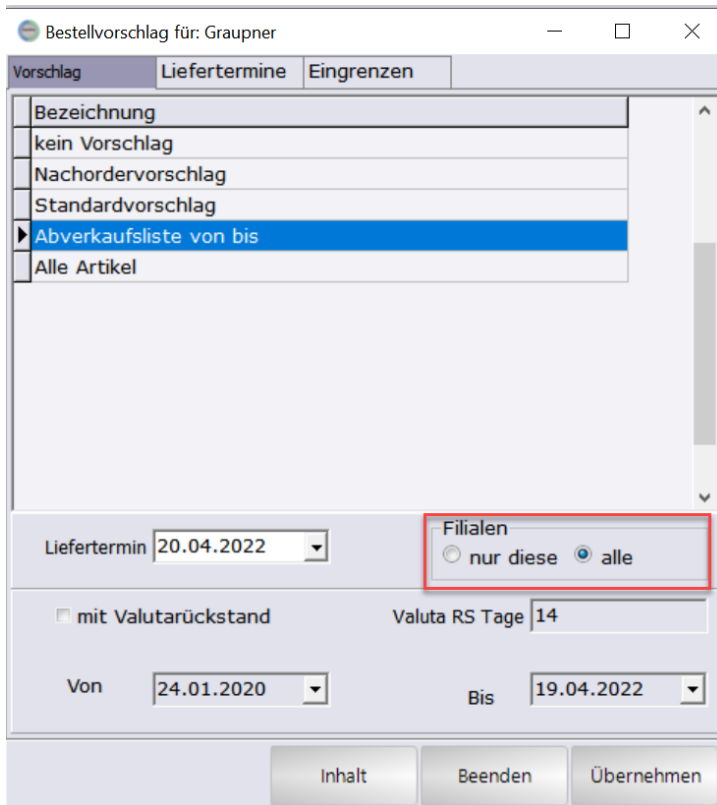 Bestellvorschlag für: Graupner
Vorschlag Liefertermine Eingrenzen
Bezeichnung
kein Vorschlag
Nachordervorschlag
Standardvorschlag
Abverkaufsliste von bis
Alle Artikel
Filialen
Liefertermin 20.04.2022 nur diese alle
mit Valutarückstand Valuta RS Tage 14
Von 24.01.2020 Bis 19.04.2022
Inhalt Beenden Übernehmen